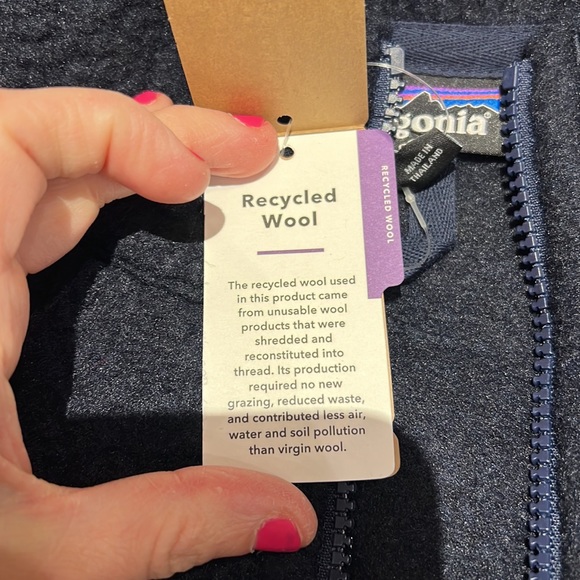 gonia®
MADE IN
THAILAND
RECYCLED WOOL
Recycled
Wool
The recycled wool used
in this product came
from unusable wool
products that were
shredded and
reconstituted into
thread. Its production
required no new
grazing, reduced waste,
and contributed less air,
water and soil pollution
than virgin wool.